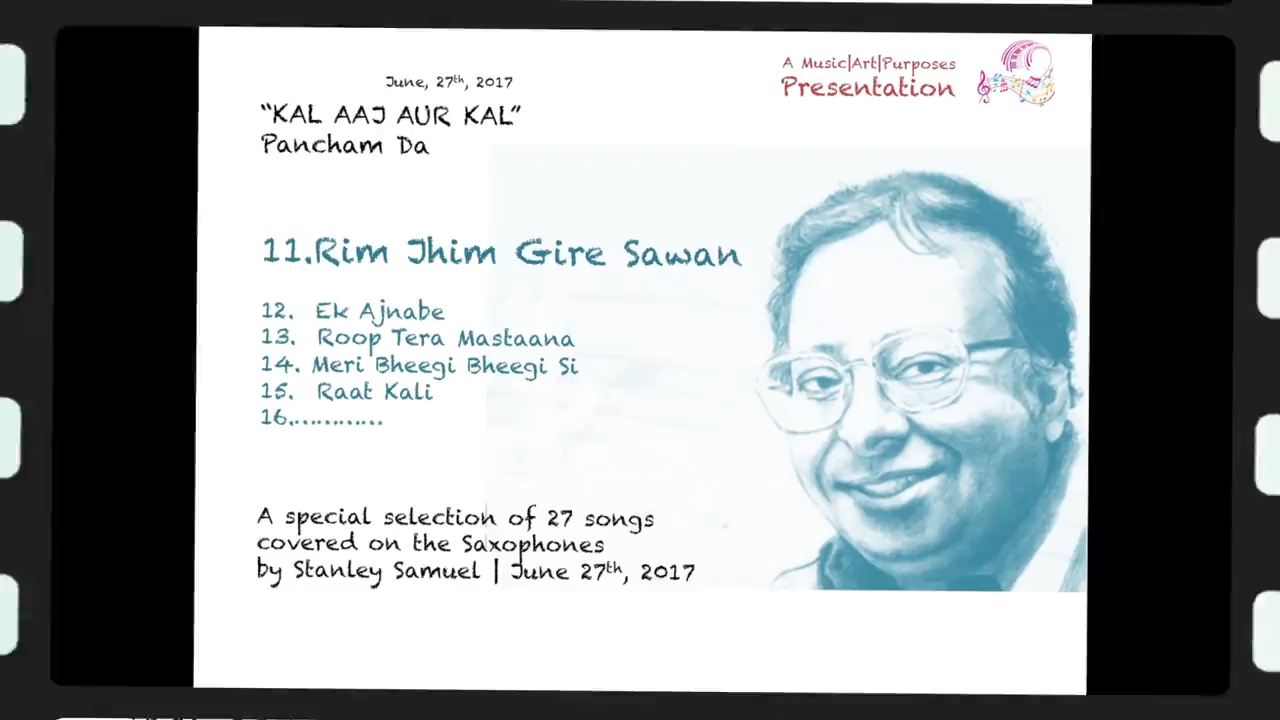 June, 27th, 2017
"KAL AAJ AUR KAL"
Pancham Da
A Music|Art|Purposes
Presentation
11.Rim Jhim Gire Sawan
12. Ek Ajnabe
13. Roop Tera Mastaana
14. Meri Bheegi Bheegi Si
15. Raat Kali
16............
A special selection of 27 songs
covered on the Saxophones
by Stanley Samuel | June 27th, 2017